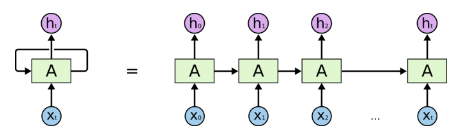 hₜ h₀ h₁ h₂ hₜ
A = A A A A
xₜ x₀ x₁ x₂ ... xₜ